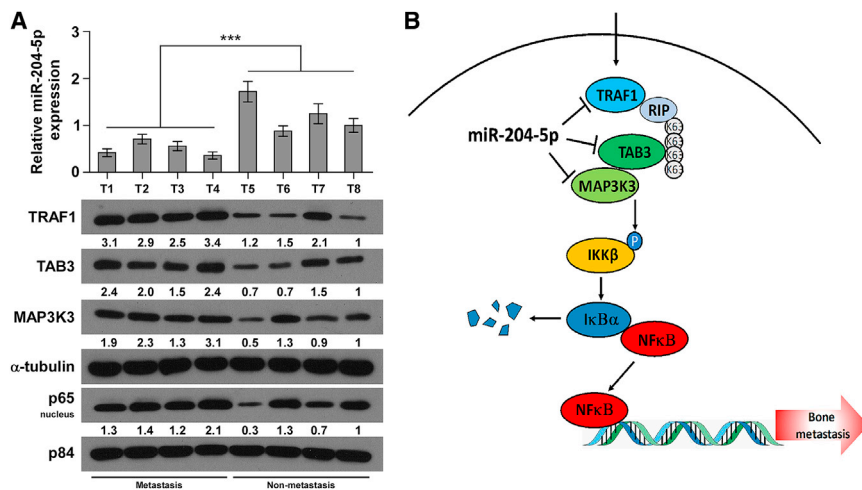 A
Relative miR-204-5p
expression
***
3
2
1
0
T1 T2 T3 T4 T5 T6 T7 T8
TRAF1
3.1 2.9 2.5 3.4 1.2 1.5 2.1 1
TAB3
2.4 2.0 1.5 2.4 0.7 0.7 1.5 1
MAP3K3
1.9 2.3 1.3 3.1 0.5 1.3 0.9 1
α-tubulin
p65
nucleus
1.3 1.4 1.2 2.1 0.3 1.3 0.7 1
p84
Metastasis Non-metastasis
B
TRAF1
RIP
K63
miR-204-5p
K63
TAB3
K63
K63
MAP3K3
P
IKKβ
IκBα
NFκB
NFκB
Bone
metastasis